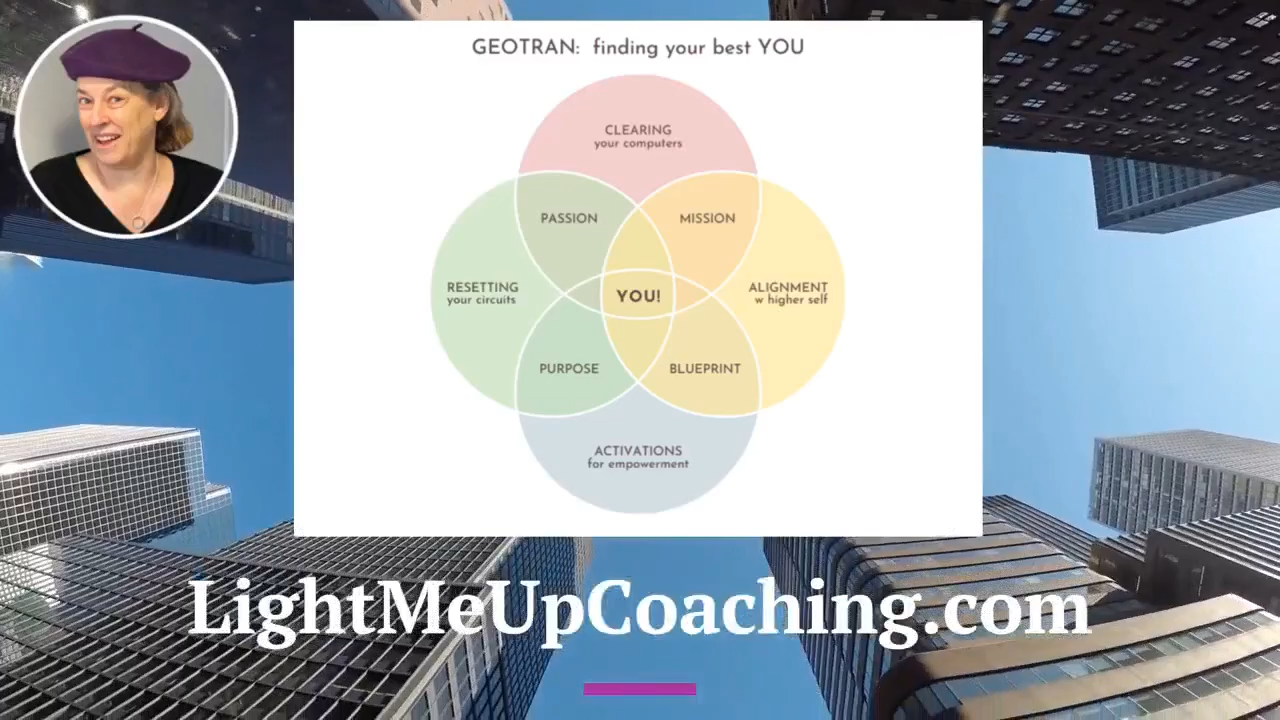 GEOTRAN: finding your best YOU
CLEARING
your computers
PASSION
MISSION
RESETTING
your circuits
YOU!
ALIGNMENT
w higher self
PURPOSE
BLUEPRINT
ACTIVATIONS
for empowerment
LightMeUpCoaching.com